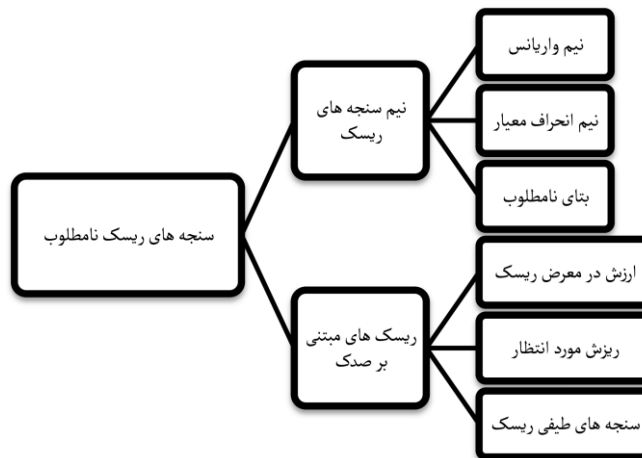 سنجه های ریسک نامطلوب
نیم سنجه های
ریسک
نیم واریانس
نیم انحراف معیار
بتای نامطلوب
ریسک های مبتنی
بر صدک
ارزش در معرض ریسک
ریزش مورد انتظار
سنجه های طیفی ریسک